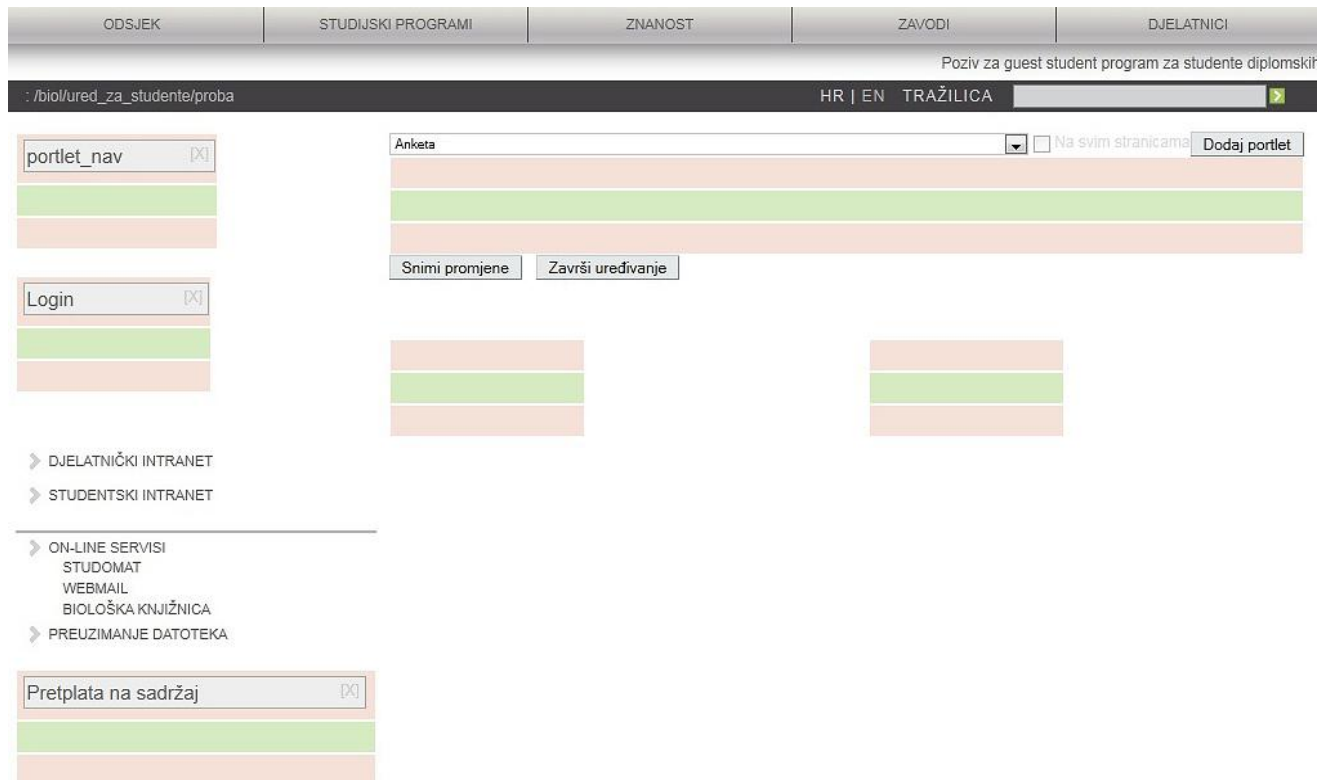 ODSJEK STUDIJSKI PROGRAMI ZNANOST ZAVODI DJELATNICI
Poziv za guest student program za studente diplomskih
: /biol/ured_za_studente/proba HR | EN TRAŽILICA
portlet_nav [X]
Anketa Na svim stranicama Dodaj portlet
Snimi promjene Završi uređivanje
Login [X]
DJELATNIČKI INTRANET
STUDENTSKI INTRANET
ON-LINE SERVISI
STUDOMAT
WEBMAIL
BIOLOŠKA KNJIŽNICA
PREUZIMANJE DATOTEKA
Pretplata na sadržaj [X]